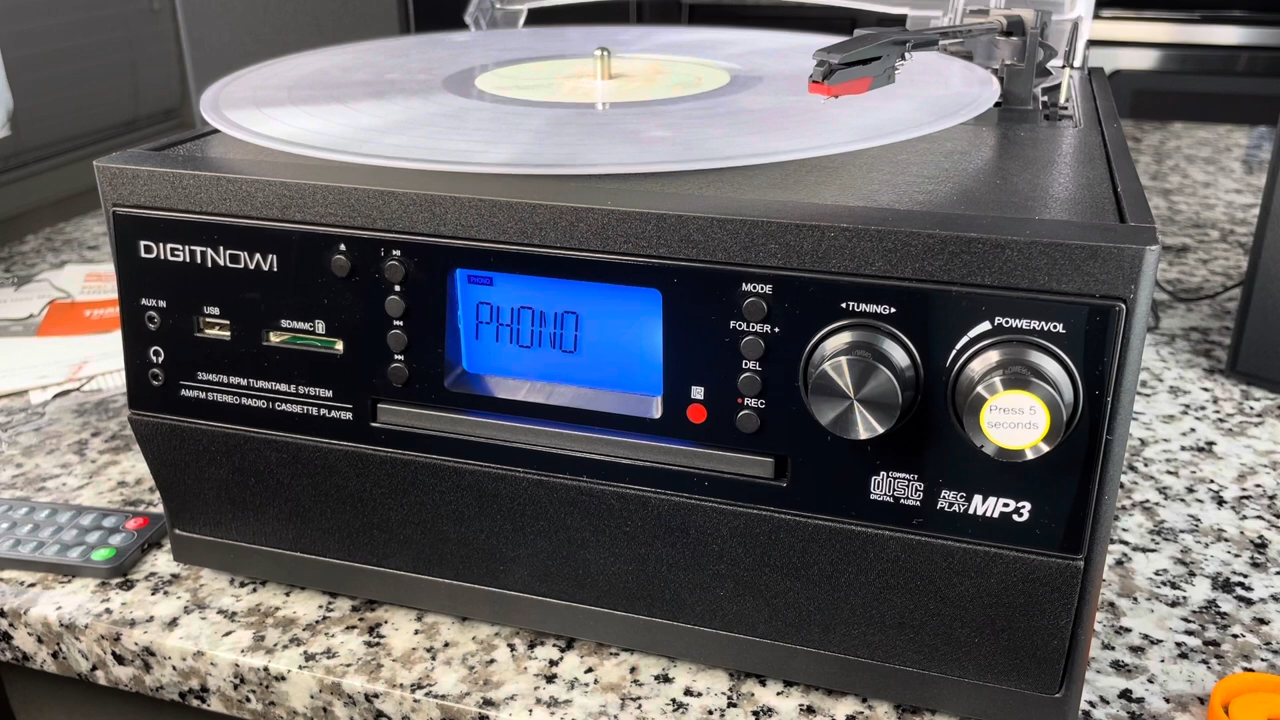 DIGITNOW!
AUX IN
USB
SD/MMC
33/45/78 RPM TURNTABLE SYSTEM
AM/FM STEREO RADIO | CASSETTE PLAYER
PHONO
PHONO
MODE
FOLDER +
DEL
REC
◄TUNING►
POWER/VOL
Press 5
seconds
COMPACT
disc
DIGITAL AUDIO
REC
PLAY MP3